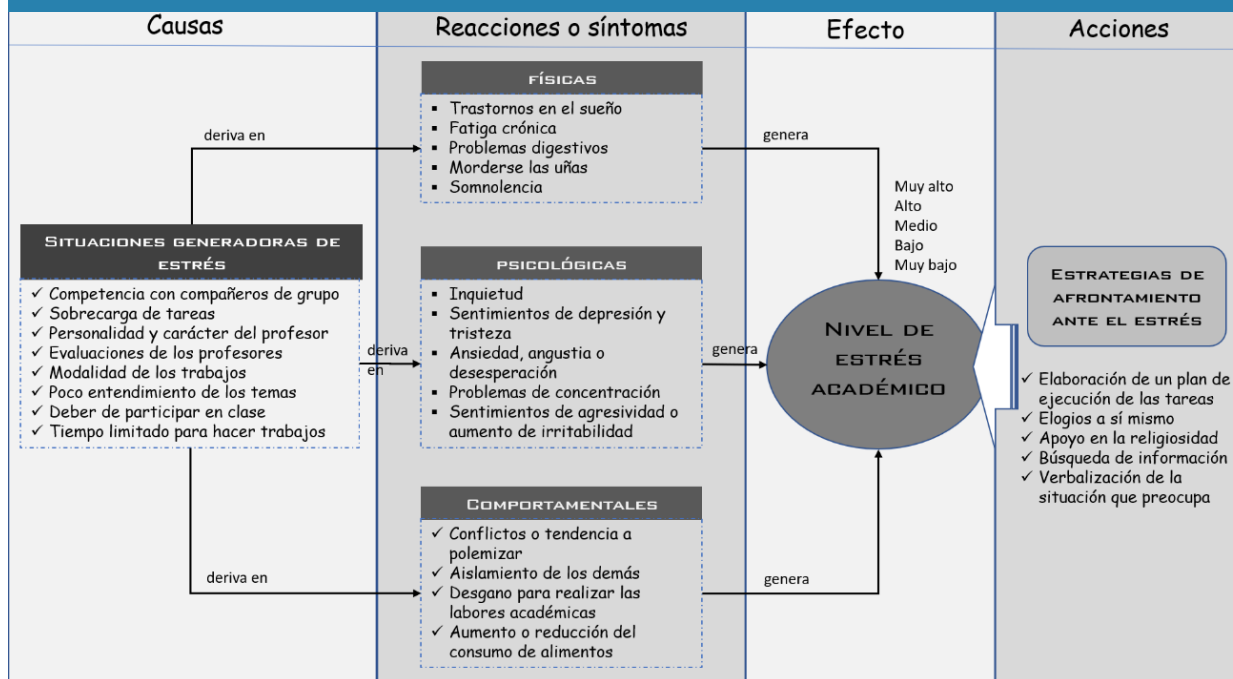 Causas
Reacciones o síntomas
Efecto
Acciones
deriva en
SITUACIONES GENERADORAS DE
ESTRÉS
✓ Competencia con compañeros de grupo
✓ Sobrecarga de tareas
✓ Personalidad y carácter del profesor
✓ Evaluaciones de los profesores
✓ Modalidad de los trabajos
✓ Poco entendimiento de los temas
✓ Deber de participar en clase
✓ Tiempo limitado para hacer trabajos
deriva
en
deriva en
FÍSICAS
▪ Trastornos en el sueño
▪ Fatiga crónica
▪ Problemas digestivos
▪ Morderse las uñas
▪ Somnolencia
PSICOLÓGICAS
▪ Inquietud
▪ Sentimientos de depresión y
tristeza
▪ Ansiedad, angustia o
desesperación
▪ Problemas de concentración
▪ Sentimientos de agresividad o
aumento de irritabilidad
COMPORTAMENTALES
✓ Conflictos o tendencia a
polemizar
✓ Aislamiento de los demás
✓ Desgano para realizar las
labores académicas
✓ Aumento o reducción del
consumo de alimentos
genera
genera
genera
Muy alto
Alto
Medio
Bajo
Muy bajo
NIVEL DE
ESTRÉS
ACADÉMICO
ESTRATEGIAS DE
AFRONTAMIENTO
ANTE EL ESTRÉS
✓ Elaboración de un plan de
ejecución de las tareas
✓ Elogios a sí mismo
✓ Apoyo en la religiosidad
✓ Búsqueda de información
✓ Verbalización de la
situación que preocupa